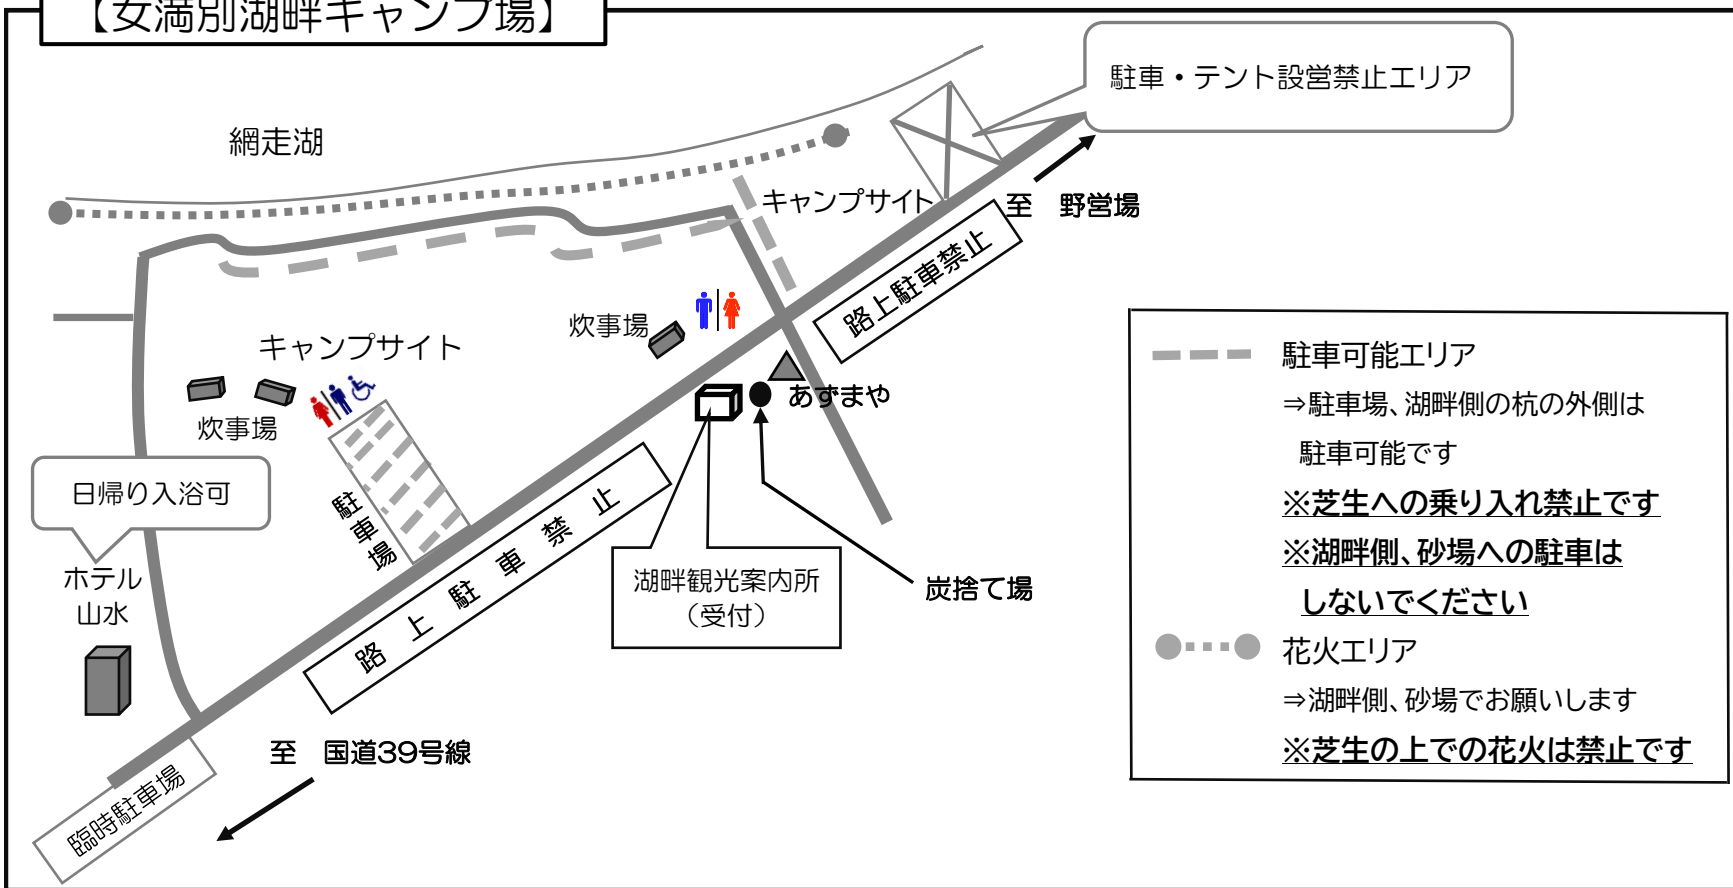 【女満別湖畔キャンプ場】
駐車・テント設営禁止エリア
網走湖
キャンプサイト
至　野営場
路上駐車禁止
炊事場
キャンプサイト
あずまや
炊事場
日帰り入浴可
駐車場
路上駐車禁止
ホテル
山水
湖畔観光案内所
（受付）
炭捨て場
至　国道39号線
臨時駐車場
駐車可能エリア
⇒駐車場、湖畔側の杭の外側は
駐車可能です
※芝生への乗り入れ禁止です
※湖畔側、砂場への駐車は
しないでください
花火エリア
⇒湖畔側、砂場でお願いします
※芝生の上での花火は禁止です